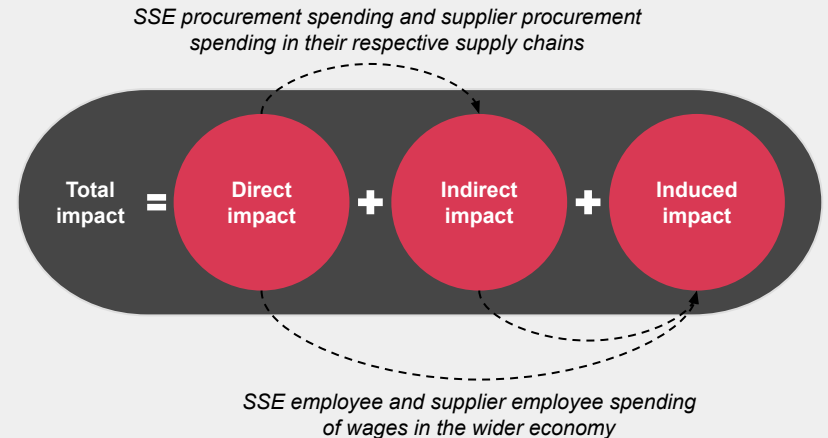 SSE procurement spending and supplier procurement
spending in their respective supply chains
Total
impact
=
Direct
impact
+
Indirect
impact
+
Induced
impact
SSE employee and supplier employee spending
of wages in the wider economy